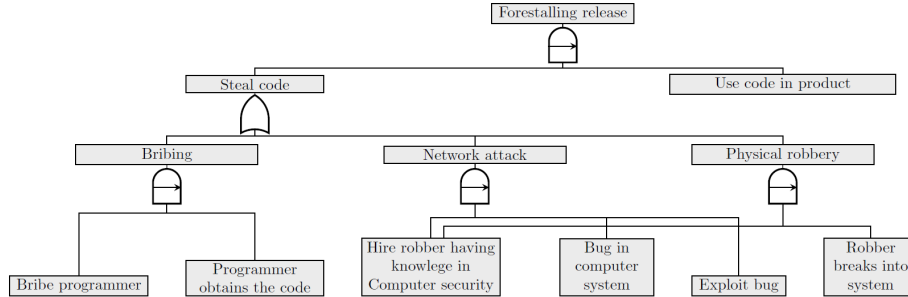 Forestalling release
Steal code
Use code in product
Bribing
Network attack
Physical robbery
Bribe programmer
Programmer
obtains the code
Hire robber having
knowlege in
Computer security
Bug in
computer
system
Exploit bug
Robber
breaks into
system